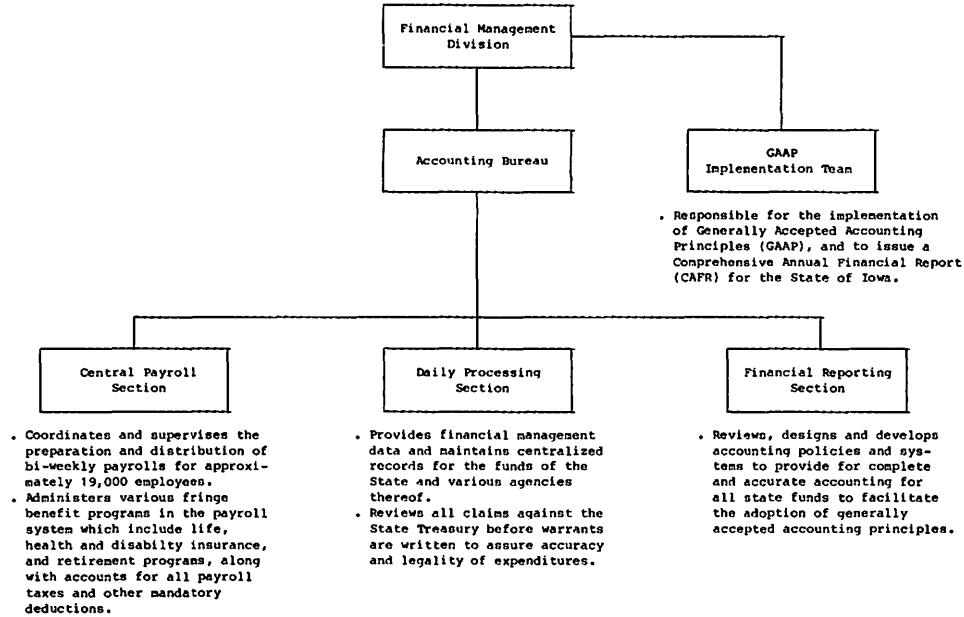 Financial Management
Division
Accounting Bureau
GAAP
Implementation Team
. Responsible for the implementation
of Generally Accepted Accounting
Principles (GAAP), and to issue a
Comprehensive Annual Financial Report
(CAFR) for the State of Iowa.
Central Payroll
Section
Daily Processing
Section
Financial Reporting
Section
. Coordinates and supervises the
preparation and distribution of
bi-weekly payrolls for approxi-
mately 19,000 employees.
. Administers various fringe
benefit programs in the payroll
system which include life,
health and disabilty insurance,
and retirement programs, along
with accounts for all payroll
taxes and other mandatory
deductions.
. Provides financial management
data and maintains centralized
records for the funds of the
State and various agencies
thereof.
. Reviews all claims against the
State Treasury before warrants
are written to assure accuracy
and legality of expenditures.
. Reviews, designs and develops
accounting policies and sys-
tems to provide for complete
and accurate accounting for
all state funds to facilitate
the adoption of generally
accepted accounting principles.